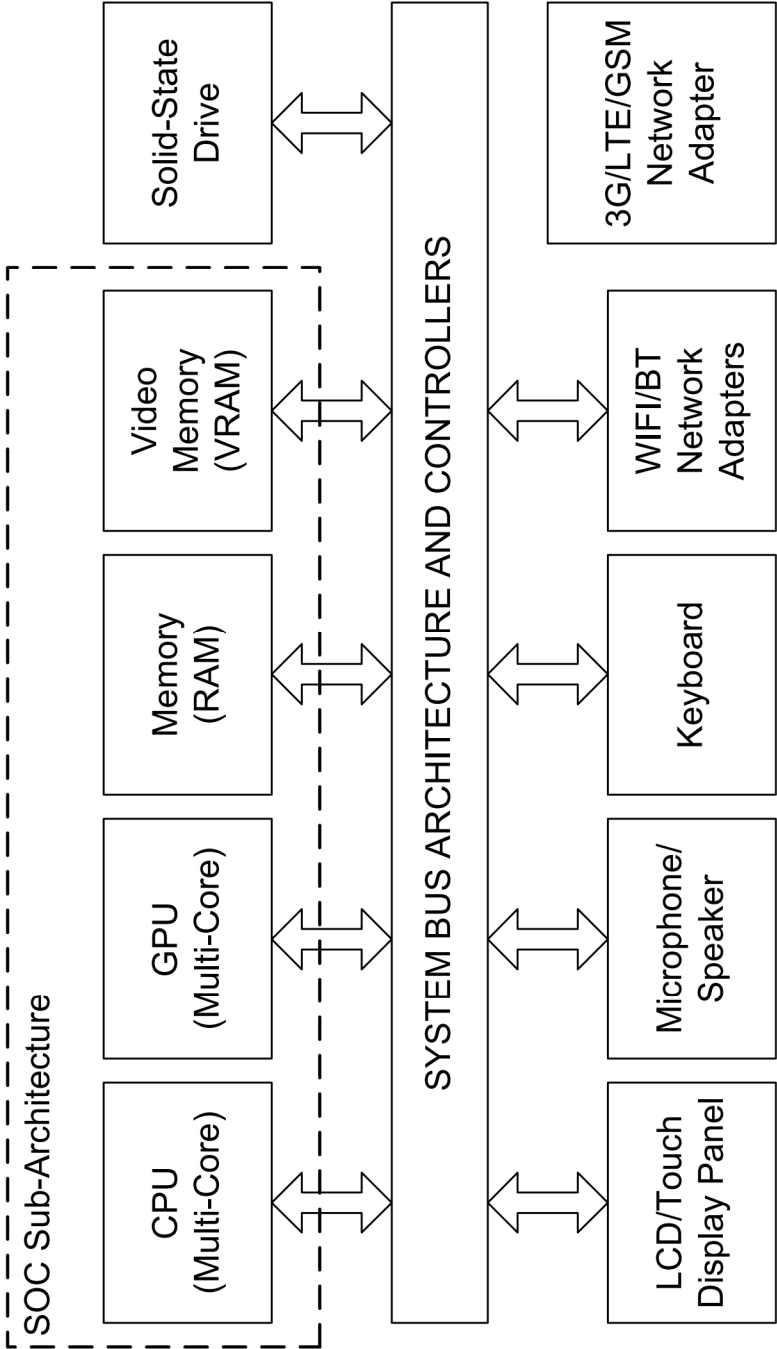 SOC Sub-Architecture
CPU
(Multi-Core)
GPU
(Multi-Core)
Memory
(RAM)
Video
Memory
(VRAM)
Solid-State
Drive
SYSTEM BUS ARCHITECTURE AND CONTROLLERS
LCD/Touch
Display Panel
Microphone/
Speaker
Keyboard
WIFI/BT
Network
Adapters
3G/LTE/GSM
Network
Adapter